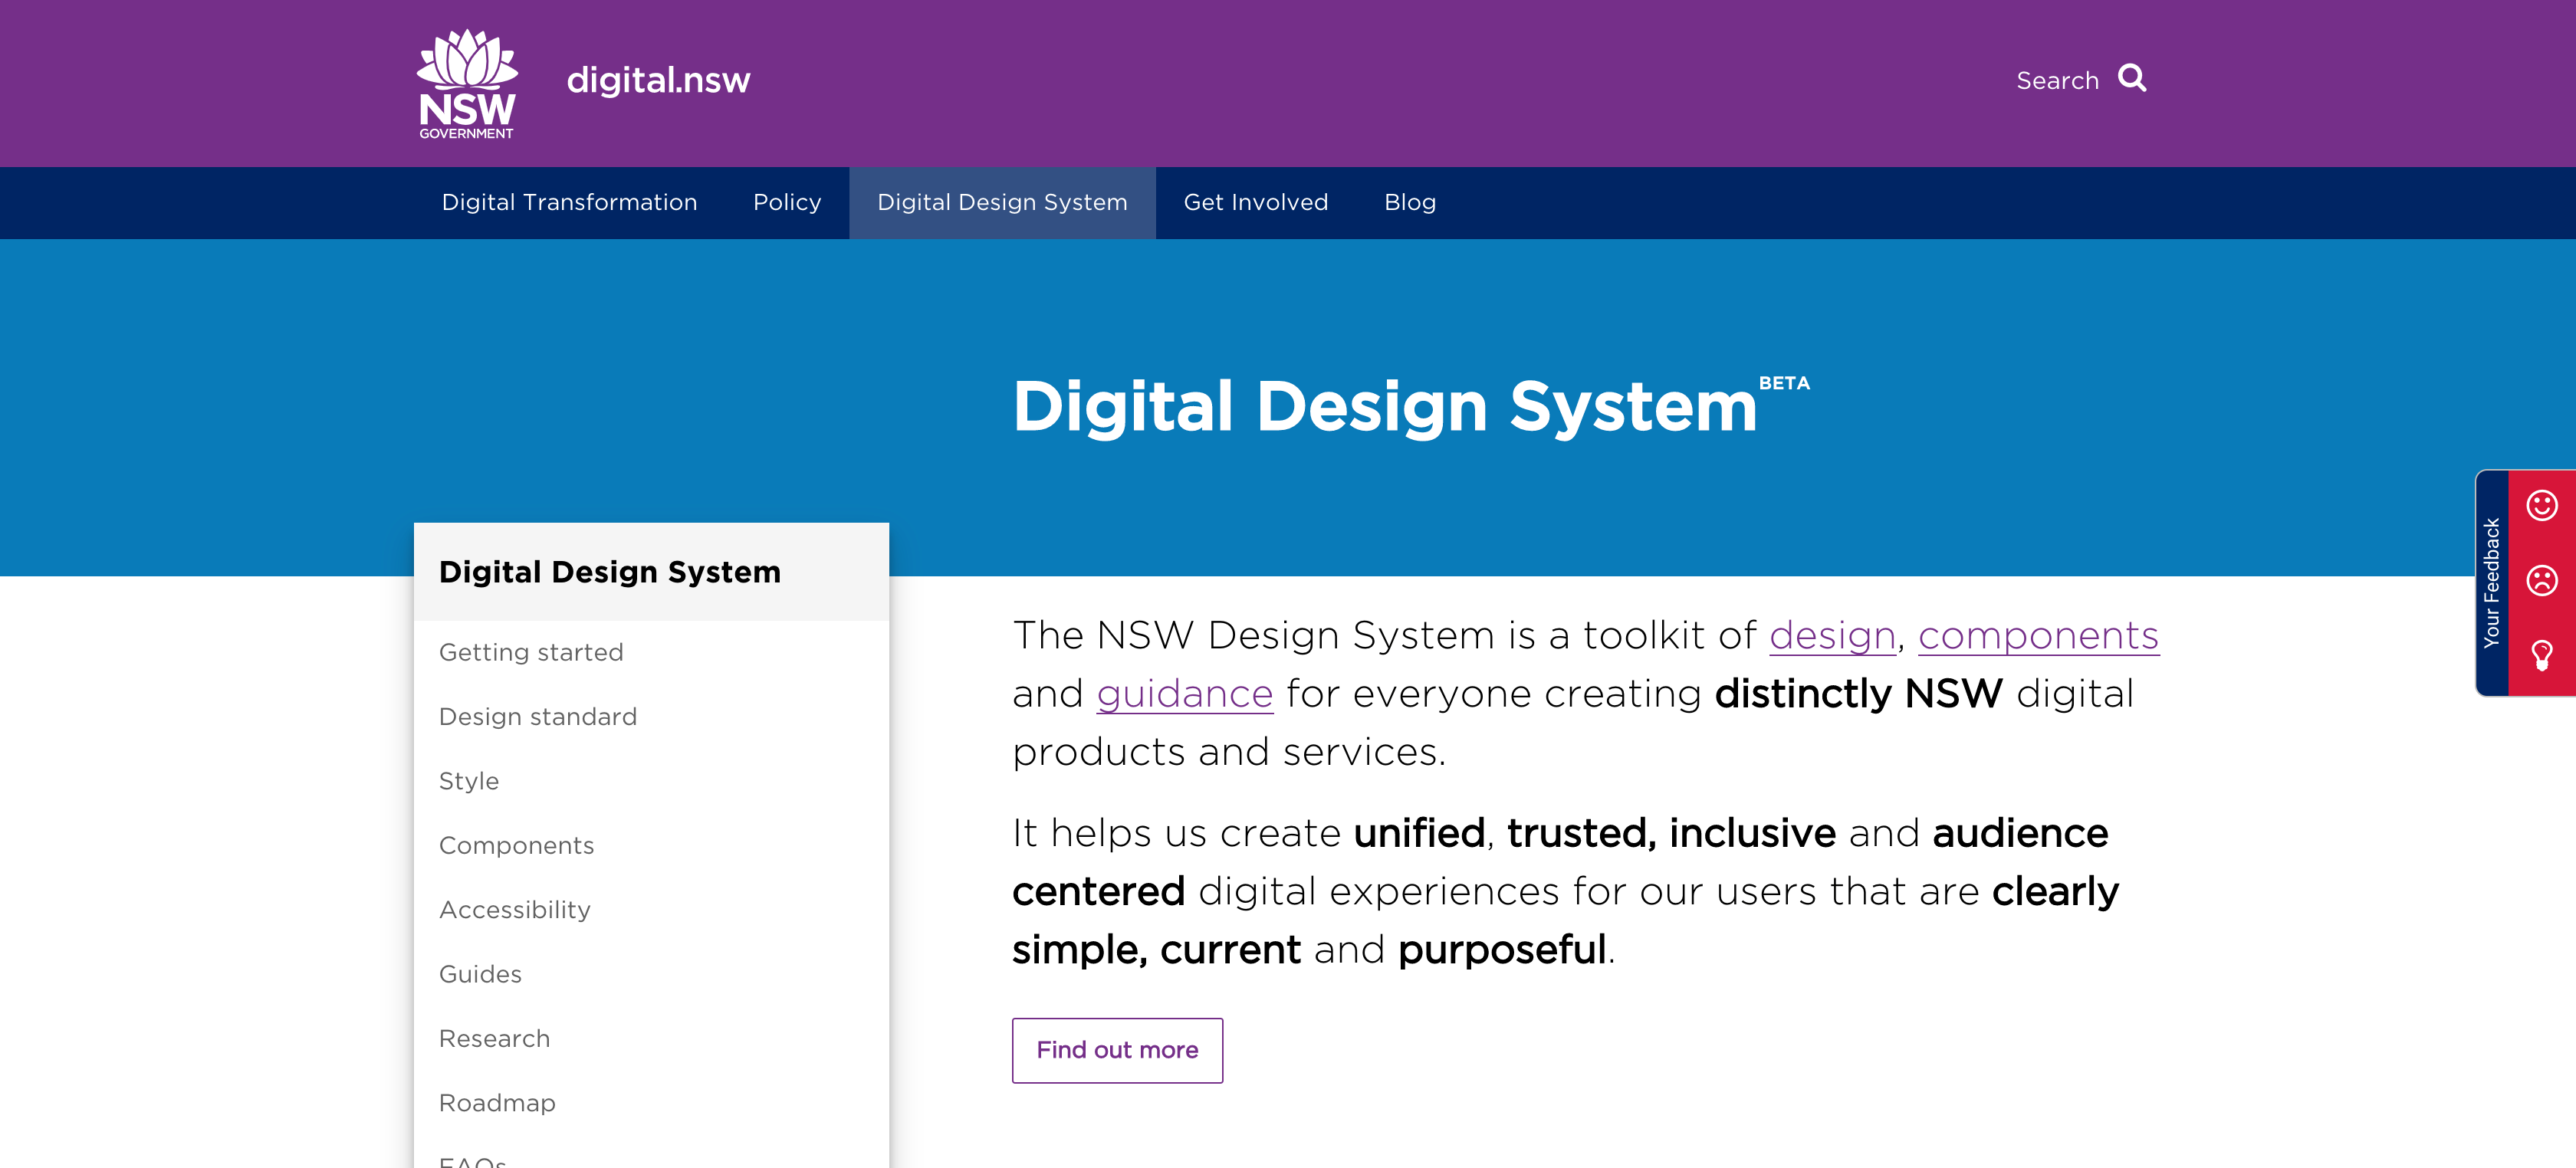 NSW
GOVERNMENT
digital.nsw
Search
Digital Transformation
Policy
Digital Design System
Get Involved
Blog
Digital Design System BETA
Your Feedback
Digital Design System
Getting started
Design standard
Style
Components
Accessibility
Guides
Research
Roadmap
FAQs
The NSW Design System is a toolkit of design, components
and guidance for everyone creating distinctly NSW digital
products and services.
It helps us create unified, trusted, inclusive and audience
centered digital experiences for our users that are clearly
simple, current and purposeful.
Find out more